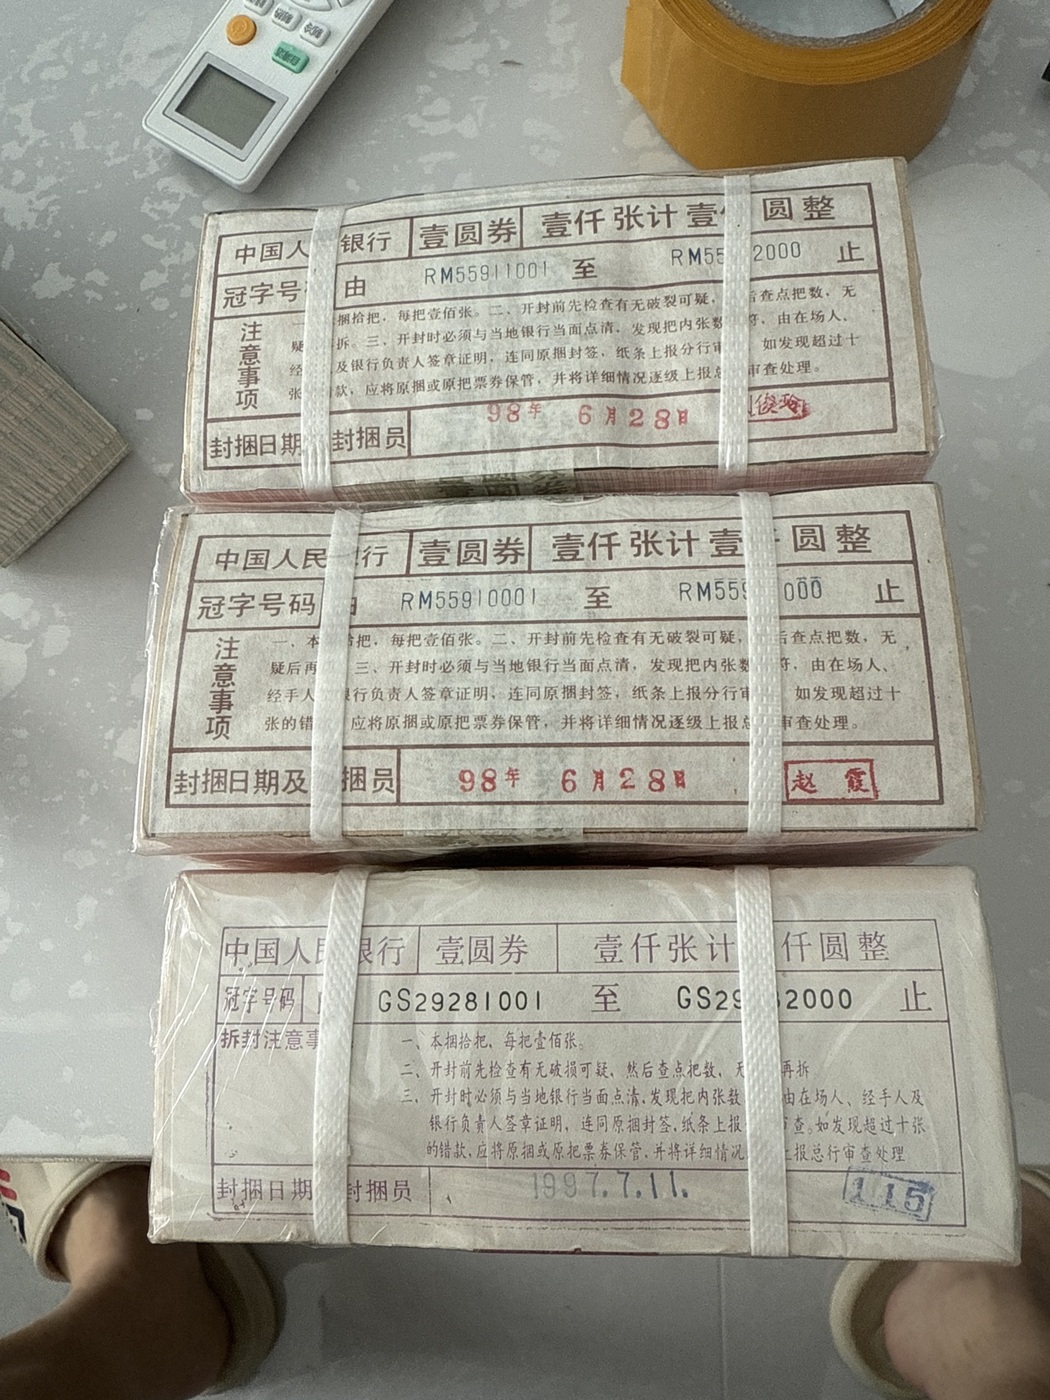 中国人 银行 壹圆券 壹仟张计壹 圆整
冠字号 由 RM55911001 至 RM55 2000 止
注意事项
捆拾把，每把壹佰张。二、开封前先检查有无破裂可疑， 后查点把数，无
疑 拆。三、开封时必须与当地银行当面点清，发现把内张数 符，由在场人、
经 及银行负责人签章证明，连同原捆封签，纸条上报分行审 如发现超过十
张 款，应将原捆或原把票券保管，并将详细情况逐级上报总 审查处理。
封捆日期 封捆员 98年 6月28日 俊玲
中国人民 行 壹圆券 壹仟张计壹 圆整
冠字号码 RM55910001 至 RM559 000 止
注意事项
一、本 拾把，每把壹佰张。二、开封前先检查有无破裂可疑， 后查点把数，无
疑后再 三、开封时必须与当地银行当面点清，发现把内张数 符，由在场人、
经手人 银行负责人签章证明，连同原捆封签，纸条上报分行审 如发现超过十
张的错 应将原捆或原把票券保管，并将详细情况逐级上报总 审查处理。
封捆日期及 捆员 98年 6月28日 赵霞
中国人民银行 壹圆券 壹仟张计 仟圆整
冠字号码 GS29281001 至 GS29 2000 止
拆封注意事
一、本捆拾把，每把壹佰张。
二、开封前先检查有无破损可疑，然后查点把数，无 再拆
三、开封时必须与当地银行当面点清，发现把内张数 由在场人、经手人及
银行负责人签章证明，连同原捆封签，纸条上报 审查，如发现超过十张
的错款，应将原捆或原把票券保管，并将详细情况 上报总行审查处理
封捆日期 封捆员 1997.7.11. 115